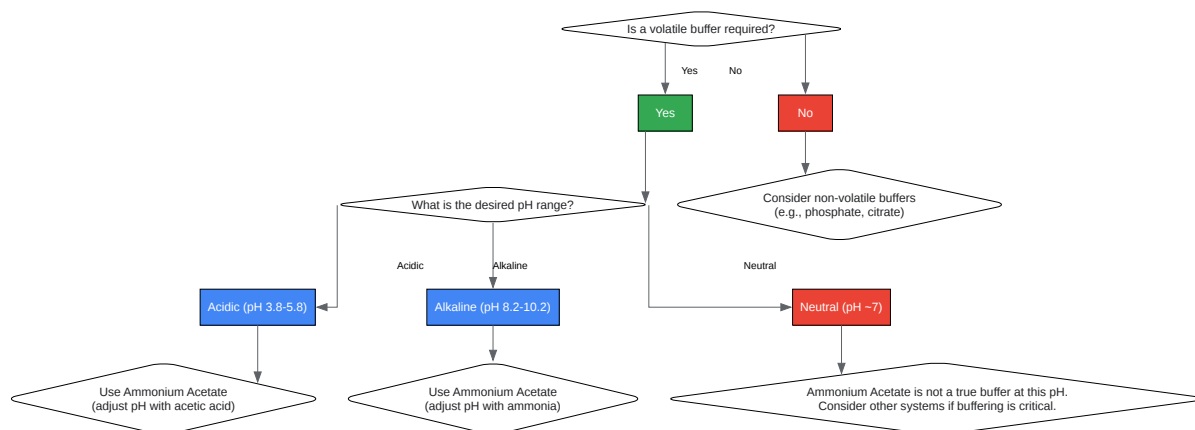 Is a volatile buffer required?
Yes
No
Yes
No
Consider non-volatile buffers
(e.g., phosphate, citrate)
What is the desired pH range?
Acidic
Alkaline
Neutral
Acidic (pH 3.8-5.8)
Alkaline (pH 8.2-10.2)
Neutral (pH ~7)
Use Ammonium Acetate
(adjust pH with acetic acid)
Use Ammonium Acetate
(adjust pH with ammonia)
Ammonium Acetate is not a true buffer at this pH.
Consider other systems if buffering is critical.